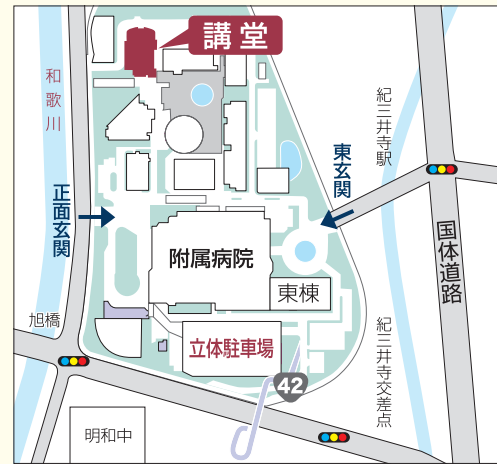 講堂
和歌川
紀三井寺駅
東玄関
正面玄関
国体道路
附属病院
東棟
旭橋
立体駐車場
紀三井寺交差点
42
明和中